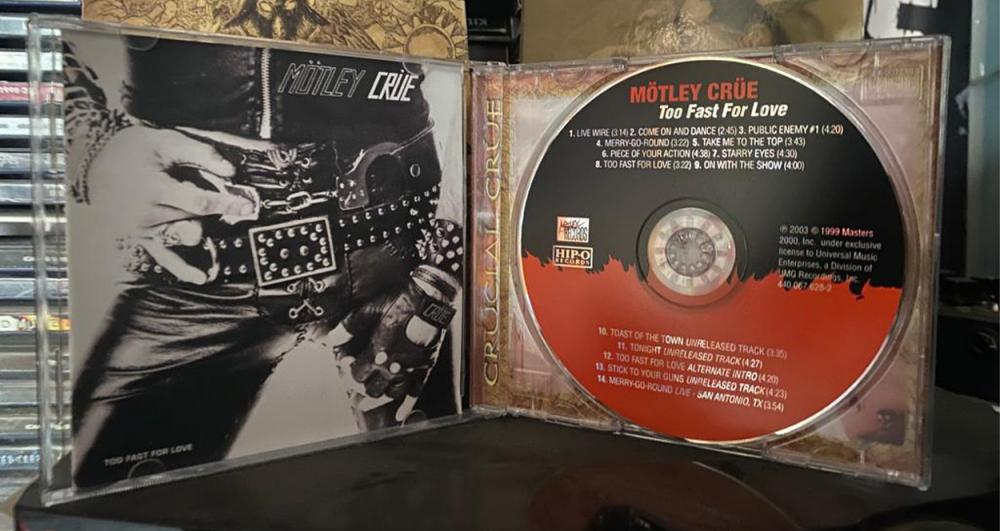 MÖTLEY CRÜE
CRÜE
TOO FAST FOR LOVE
CRÜCIAL CRÜE
MÖTLEY CRÜE
Too Fast For Love
1. LIVE WIRE (3:14) 2. COME ON AND DANCE (2:45) 3. PUBLIC ENEMY #1 (4:20)
4. MERRY-GO-ROUND (3:22) 5. TAKE ME TO THE TOP (3:43)
6. PIECE OF YOUR ACTION (4:38) 7. STARRY EYES (4:30)
8. TOO FAST FOR LOVE (3:22) 9. ON WITH THE SHOW (4:00)
RECORDS
HIP-O
RECORDS
℗ 2003 © 1999 Masters
2000, Inc. under exclusive
license to Universal Music
Enterprises, a Division of
UMG Recordings, Inc.
440 067 628-2
10. TOAST OF THE TOWN UNRELEASED TRACK (3:35)
11. TONIGHT UNRELEASED TRACK (4:27)
12. TOO FAST FOR LOVE ALTERNATE INTRO (4:20)
13. STICK TO YOUR GUNS UNRELEASED TRACK (4:23)
14. MERRY-GO-ROUND LIVE - SAN ANTONIO, TX (3:54)